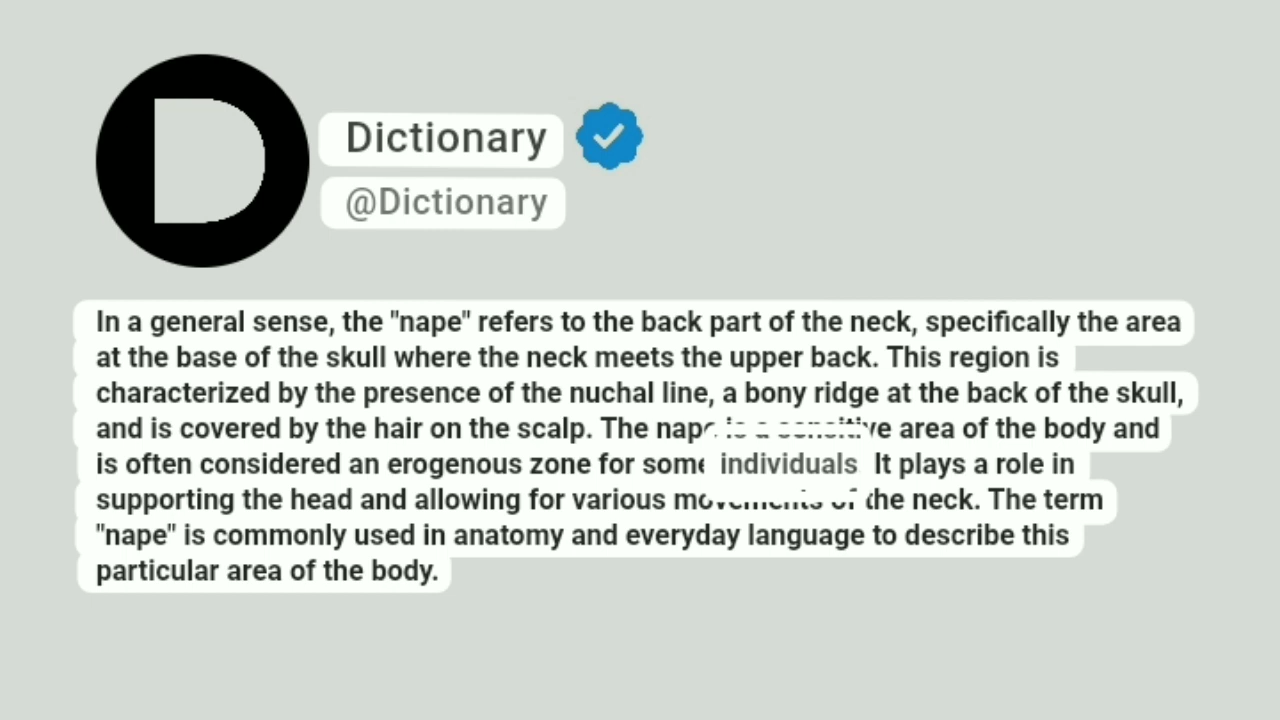 D
Dictionary
@Dictionary
In a general sense, the "nape" refers to the back part of the neck, specifically the area
at the base of the skull where the neck meets the upper back. This region is
characterized by the presence of the nuchal line, a bony ridge at the back of the skull,
and is covered by the hair on the scalp. The nape is a sensitive area of the body and
is often considered an erogenous zone for some individuals. It plays a role in
supporting the head and allowing for various movements of the neck. The term
"nape" is commonly used in anatomy and everyday language to describe this
particular area of the body.